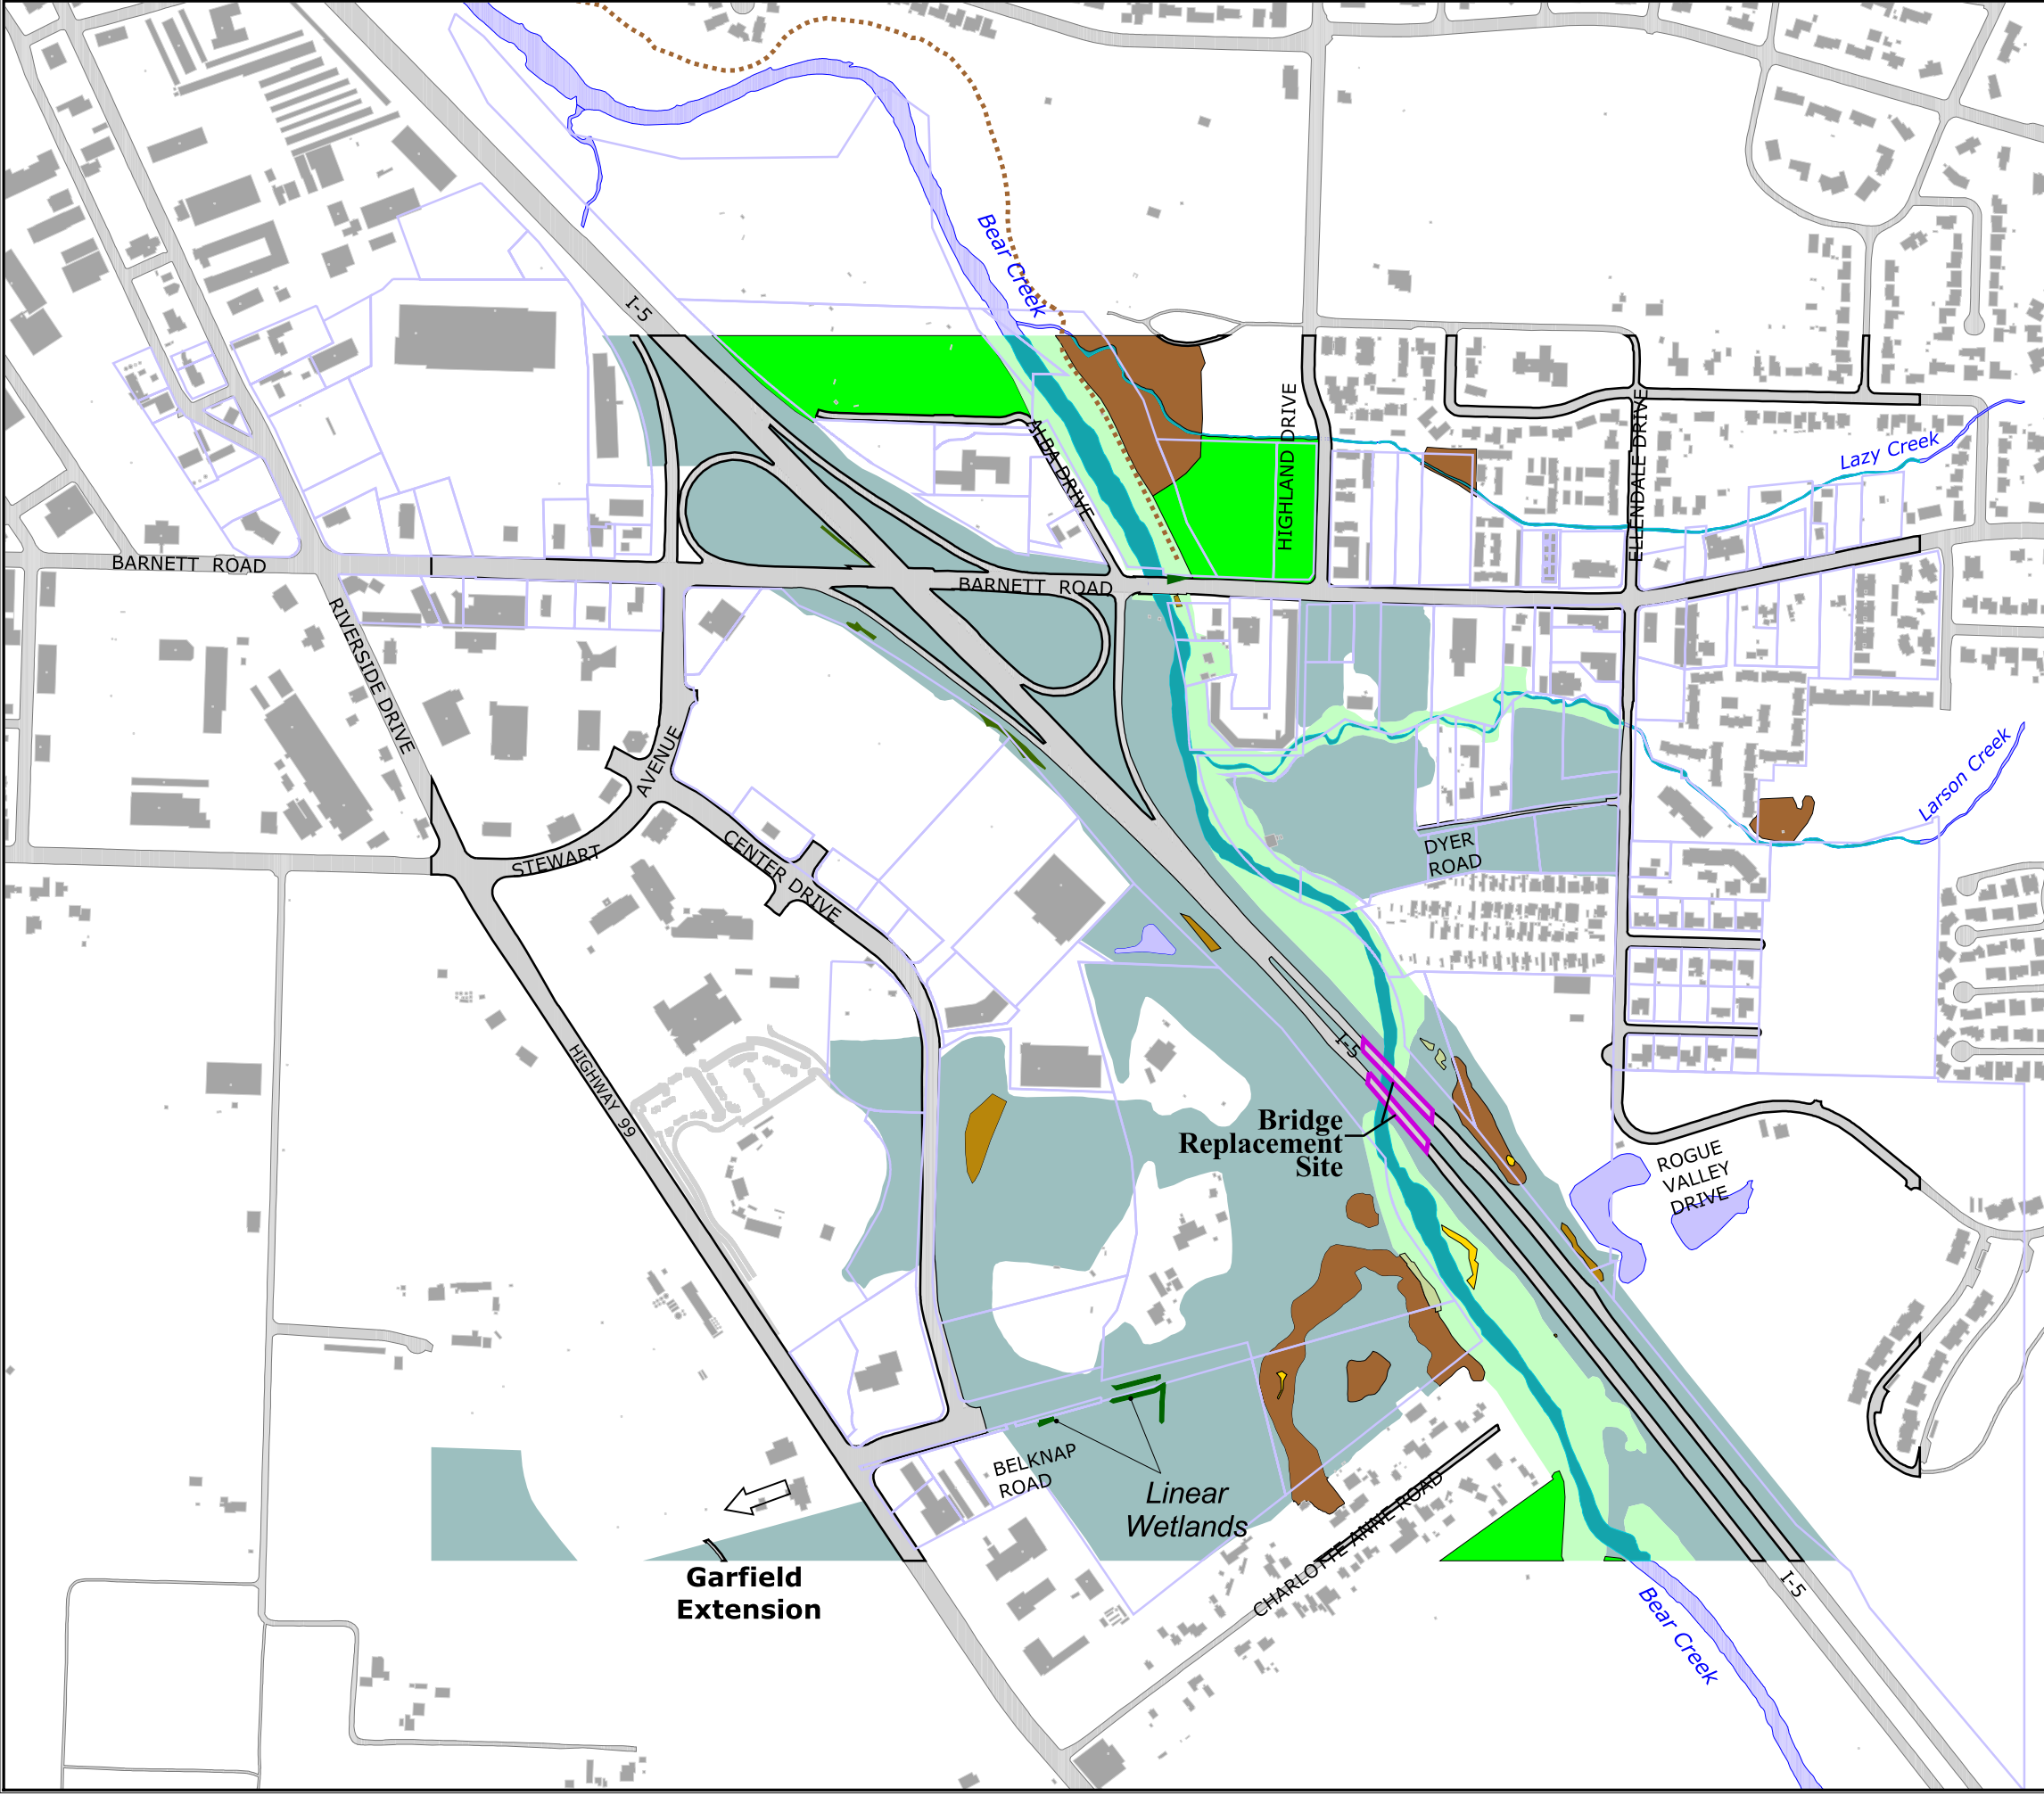 Bear Creek
I-5
ALBA DRIVE
HIGHLAND DRIVE
ELLENDALE DRIVE
Lazy Creek
BARNETT ROAD
BARNETT ROAD
RIVERSIDE DRIVE
AVENUE
STEWART
CENTER DRIVE
DYER
ROAD
Larson Creek
HIGHWAY 99
I-5
Bridge
Replacement
Site
ROGUE
VALLEY
DRIVE
BELKNAP
ROAD
Linear
Wetlands
CHARLOTTE ANNE ROAD
Garfield
Extension
I-5
Bear Creek